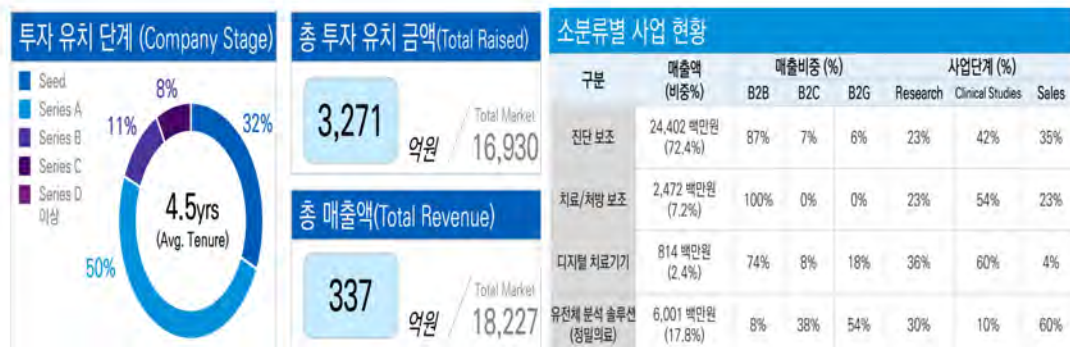 투자 유치 단계 (Company Stage)
Seed
Series A
Series B
Series C
Series D
이상
8%
11%
32%
50%
4.5yrs
(Avg. Tenure)
총 투자 유치 금액(Total Raised)
3,271
억원
Total Market
16,930
총 매출액(Total Revenue)
337
억원
Total Market
18,227
소분류별 사업 현황
구분 매출액 (비중%) 매출비중 (%) 사업단계 (%)
B2B B2C B2G Research Clinical Studies Sales
진단 보조 24,402 백만원 (72.4%) 87% 7% 6% 23% 42% 35%
치료/처방 보조 2,472 백만원 (7.2%) 100% 0% 0% 23% 54% 23%
디지털 치료기기 814 백만원 (2.4%) 74% 8% 18% 36% 60% 4%
유전체 분석 솔루션 (정밀의료) 6,001 백만원 (17.8%) 8% 38% 54% 30% 10% 60%